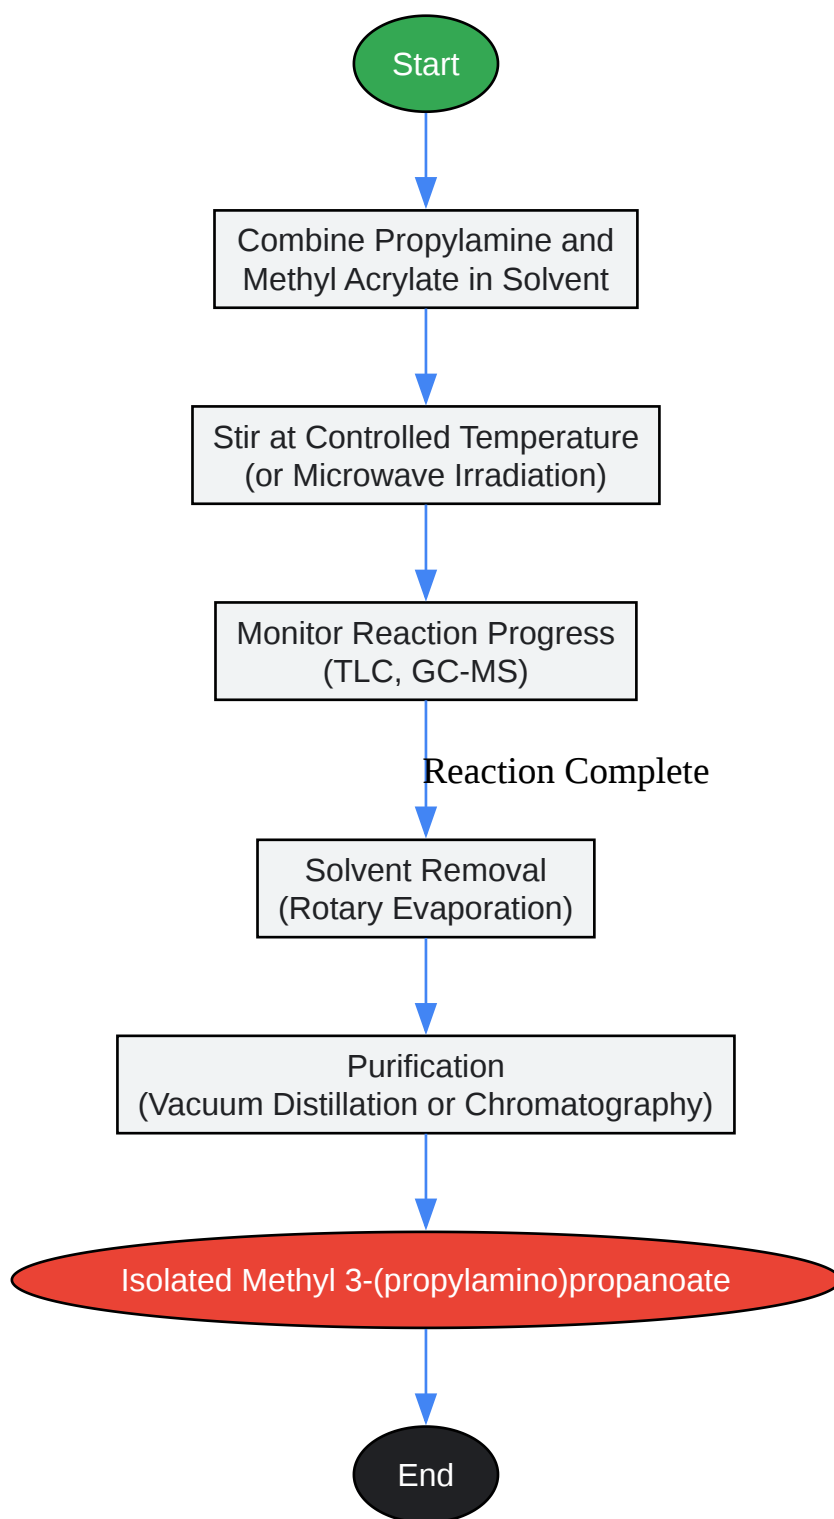 Start
Combine Propylamine and
Methyl Acrylate in Solvent
Stir at Controlled Temperature
(or Microwave Irradiation)
Monitor Reaction Progress
(TLC, GC-MS)
Reaction Complete
Solvent Removal
(Rotary Evaporation)
Purification
(Vacuum Distillation or Chromatography)
Isolated Methyl 3-(propylamino)propanoate
End